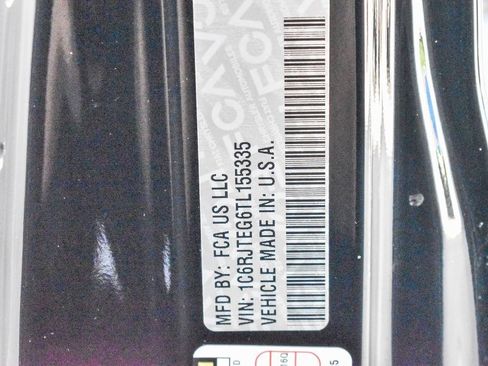 MFD BY: FCA US LLC
VIN: 1C6RJTEG6TL155335
VEHICLE MADE IN: U.S.A.